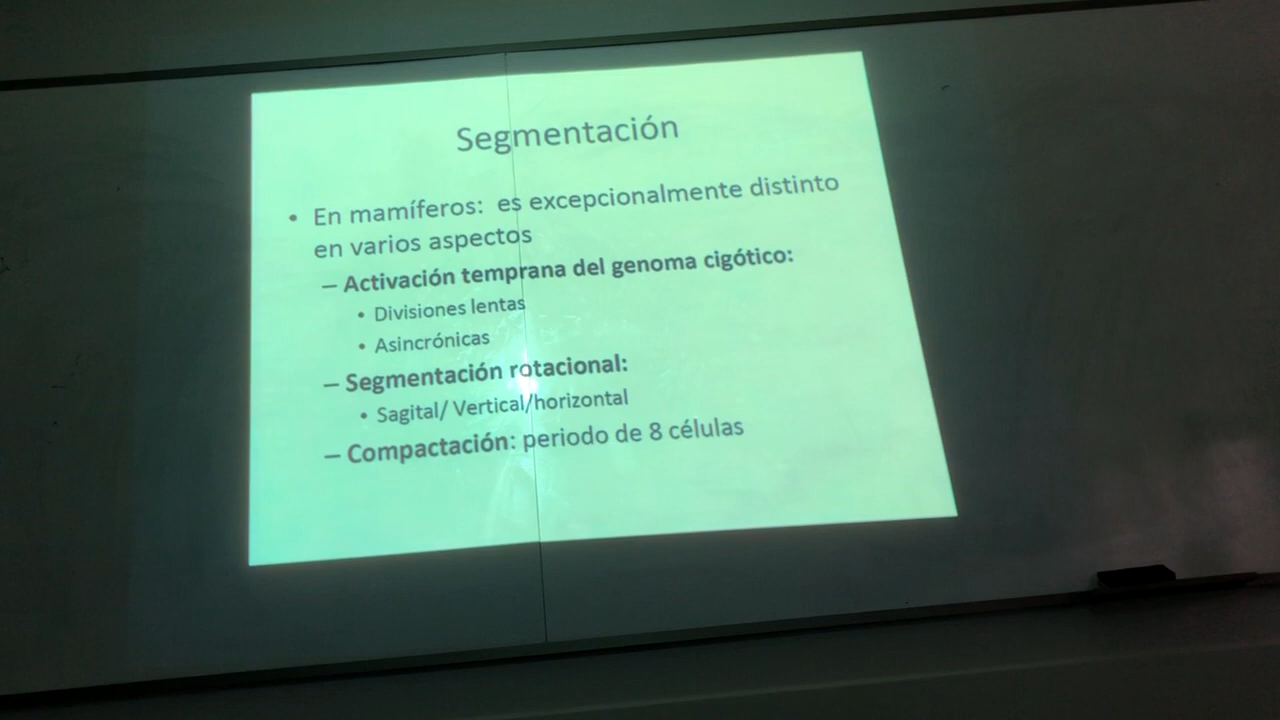 Segmentación
• En mamíferos: es excepcionalmente distinto
en varios aspectos
– Activación temprana del genoma cigótico:
• Divisiones lentas
• Asincrónicas
– Segmentación rotacional:
• Sagital/ Vertical/horizontal
– Compactación: periodo de 8 células